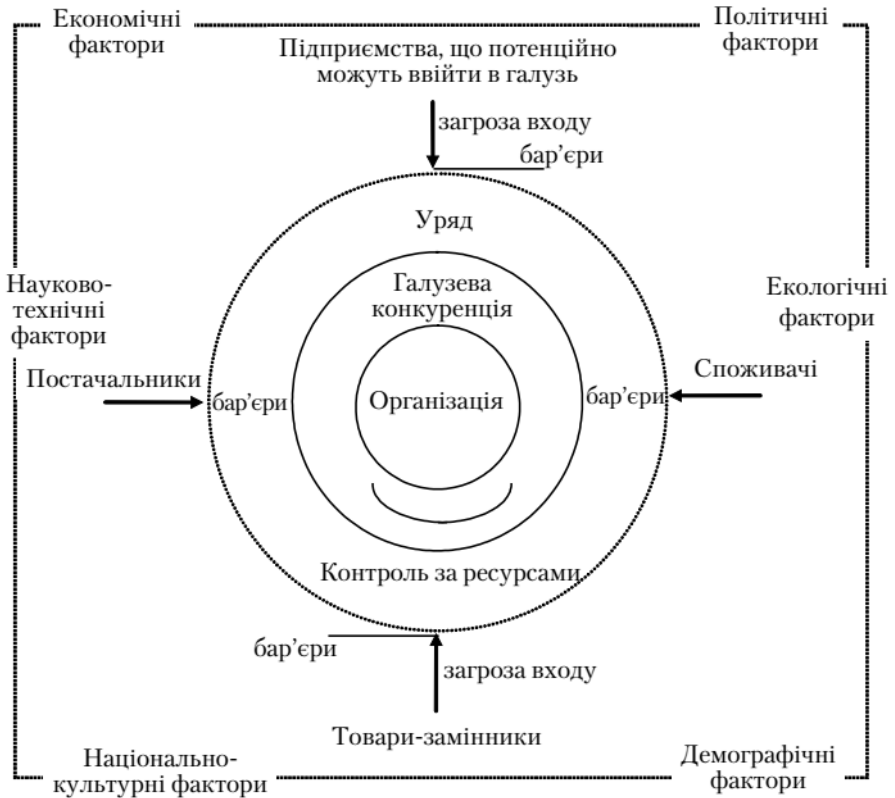 Економічні
фактори
Політичні
фактори
Підприємства, що потенційно
можуть ввійти в галузь
загроза входу
бар’єри
Уряд
Галузева
конкуренція
Науково-
технічні
фактори
Екологічні
фактори
Постачальники
Споживачі
бар’єри
Організація
бар’єри
Контроль за ресурсами
бар’єри
загроза входу
Товари-замінники
Національно-
культурні фактори
Демографічні
фактори